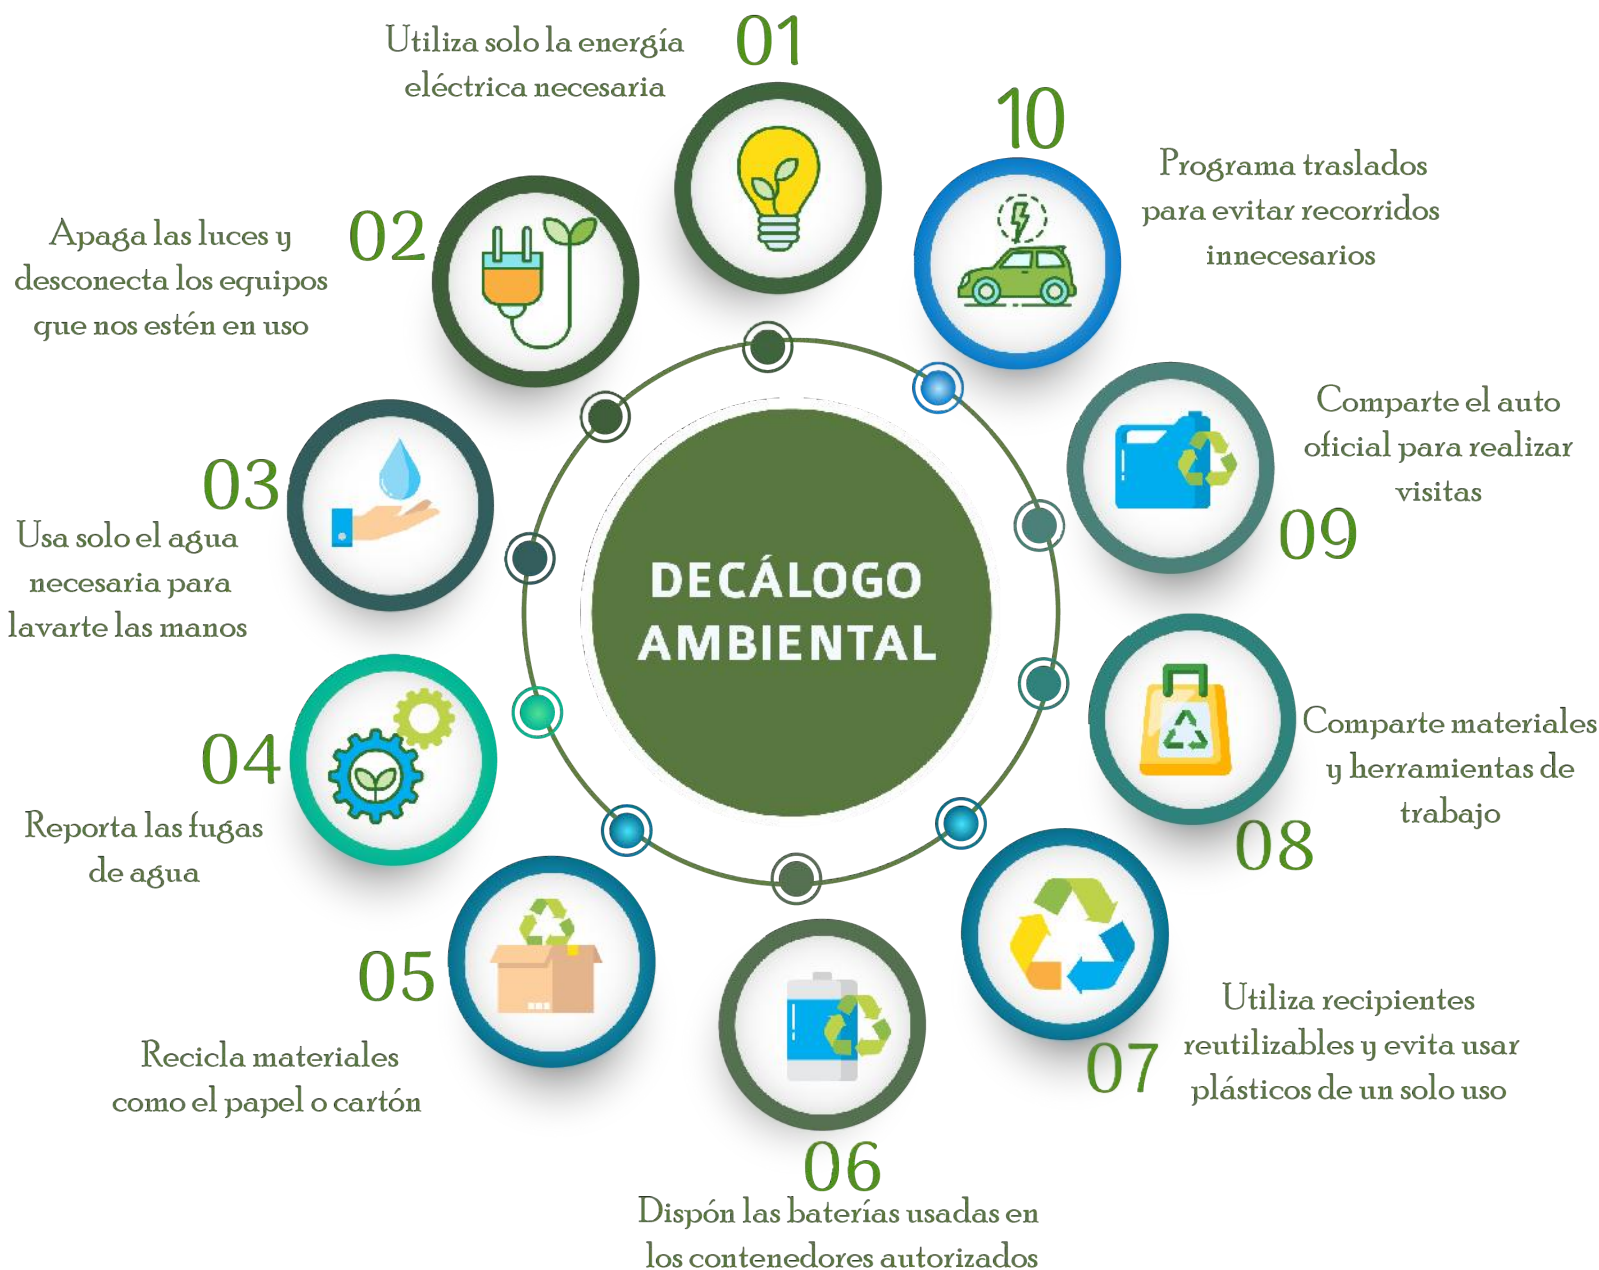 DECÁLOGO
AMBIENTAL
01
Utiliza solo la energía
eléctrica necesaria
02
Apaga las luces y
desconecta los equipos
que nos estén en uso
03
Usa solo el agua
necesaria para
lavarte las manos
04
Reporta las fugas
de agua
05
Recicla materiales
como el papel o cartón
06
Dispón las baterías usadas en
los contenedores autorizados
07
Utiliza recipientes
reutilizables y evita usar
plásticos de un solo uso
08
Comparte materiales
y herramientas de
trabajo
09
Comparte el auto
oficial para realizar
visitas
10
Programa traslados
para evitar recorridos
innecesarios